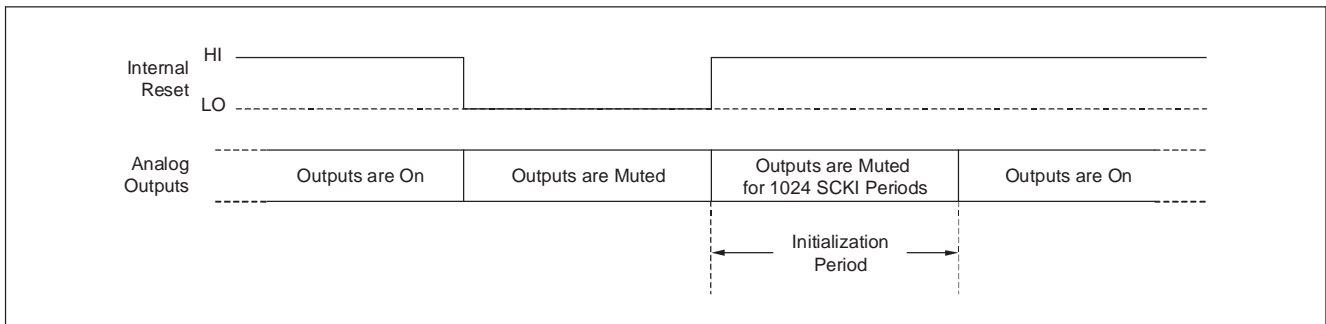 Internal
Reset
HI
LO
Analog
Outputs
Outputs are On
Outputs are Muted
Outputs are Muted
for 1024 SCKI Periods
Outputs are On
Initialization
Period